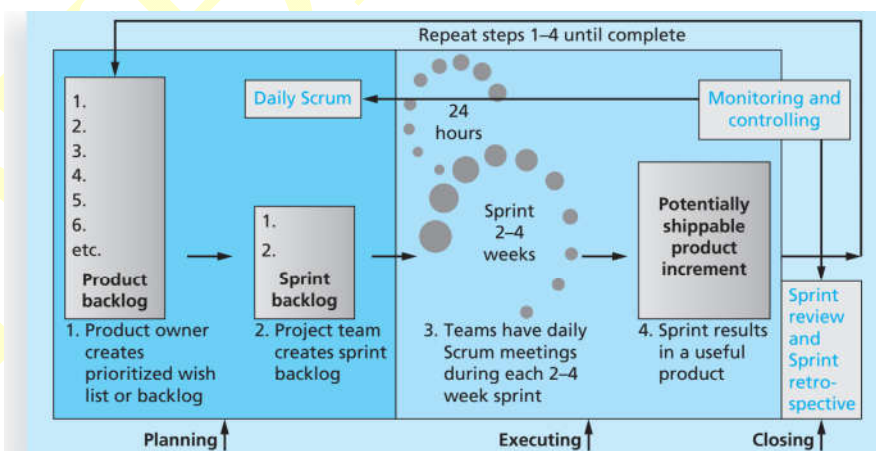 Repeat steps 1–4 until complete
1.
2.
3.
4.
5.
6.
etc.
Product
backlog
Daily Scrum
1.
2.
Sprint
backlog
24
hours
Sprint
2–4
weeks
Monitoring and
controlling
Potentially
shippable
product
increment
1. Product owner
creates
prioritized wish
list or backlog
2. Project team
creates sprint
backlog
3. Teams have daily
Scrum meetings
during each 2–4
week sprint
4. Sprint results
in a useful
product
Sprint
review
and
Sprint
retro-
spective
Planning
Executing
Closing